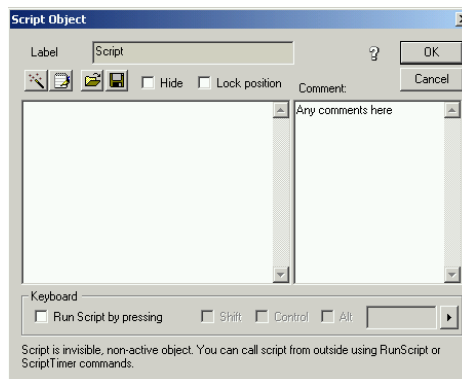 Script Object
Label Script OK
Hide Lock position Comment: Cancel
Any comments here
Keyboard
Run Script by pressing Shift Control Alt
Script is invisible, non-active object. You can call script from outside using RunScript or
ScriptTimer commands.